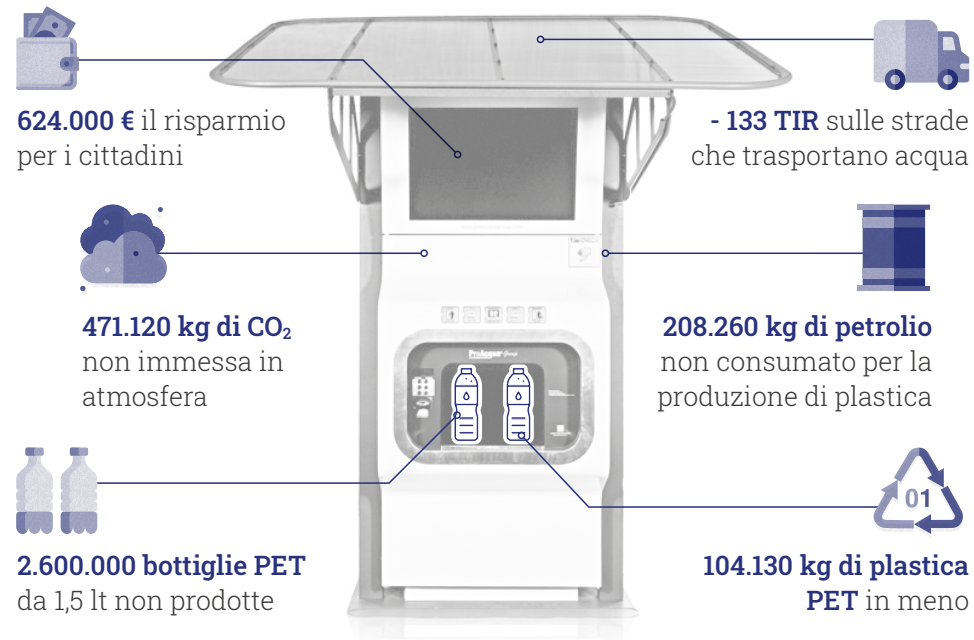 624.000 € il risparmio
per i cittadini
- 133 TIR sulle strade
che trasportano acqua
471.120 kg di CO₂
non immessa in
atmosfera
208.260 kg di petrolio
non consumato per la
produzione di plastica
ProAcqua Group
2.600.000 bottiglie PET
da 1,5 lt non prodotte
01
104.130 kg di plastica
PET in meno